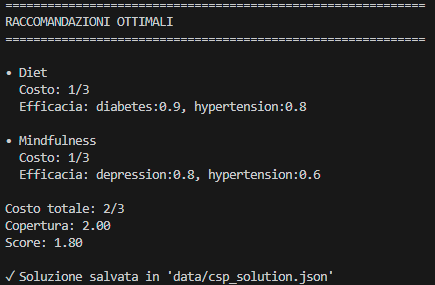 ============================================================
RACCOMANDAZIONI OTTIMALI
============================================================
• Diet
Costo: 1/3
Efficacia: diabetes:0.9, hypertension:0.8
• Mindfulness
Costo: 1/3
Efficacia: depression:0.8, hypertension:0.6
Costo totale: 2/3
Copertura: 2.00
Score: 1.80
✓ Soluzione salvata in 'data/csp_solution.json'